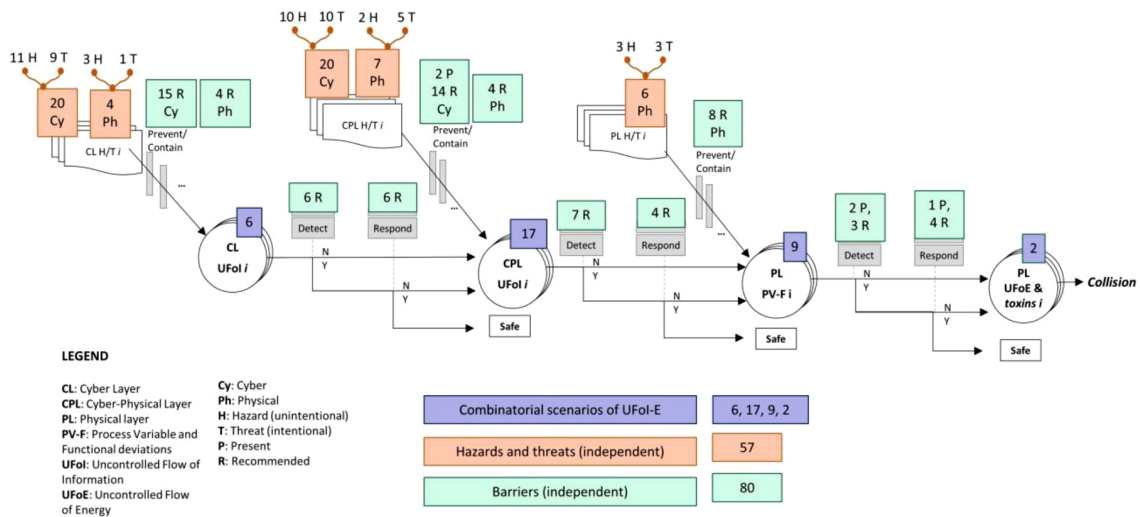 10 H 10 T 2 H 5 T
11 H 9 T 3 H 1 T
3 H 3 T
20
Cy
4
Ph
15 R
Cy
4 R
Ph
Prevent/
Contain
CL H/T i
...
20
Cy
7
Ph
2 P
14 R
Cy
4 R
Ph
Prevent/
Contain
CPL H/T i
...
6
Ph
8 R
Ph
Prevent/
Contain
PL H/T i
...
6
CL
UFoI i
6 R
Detect
6 R
Respond
N
Y
N
Y
Safe
17
CPL
UFoI i
7 R
Detect
4 R
Respond
N
Y
N
Y
Safe
9
PL
PV-F i
2 P,
3 R
Detect
1 P,
4 R
Respond
N
Y
N
Y
Safe
2
PL
UFoE &
toxins i
Collision
LEGEND
CL: Cyber Layer
CPL: Cyber-Physical Layer
PL: Physical layer
PV-F: Process Variable and
Functional deviations
UFoI: Uncontrolled Flow of
Information
UFoE: Uncontrolled Flow
of Energy
Cy: Cyber
Ph: Physical
H: Hazard (unintentional)
T: Threat (intentional)
P: Present
R: Recommended
Combinatorial scenarios of UFoI-E 6, 17, 9, 2
Hazards and threats (independent) 57
Barriers (independent) 80